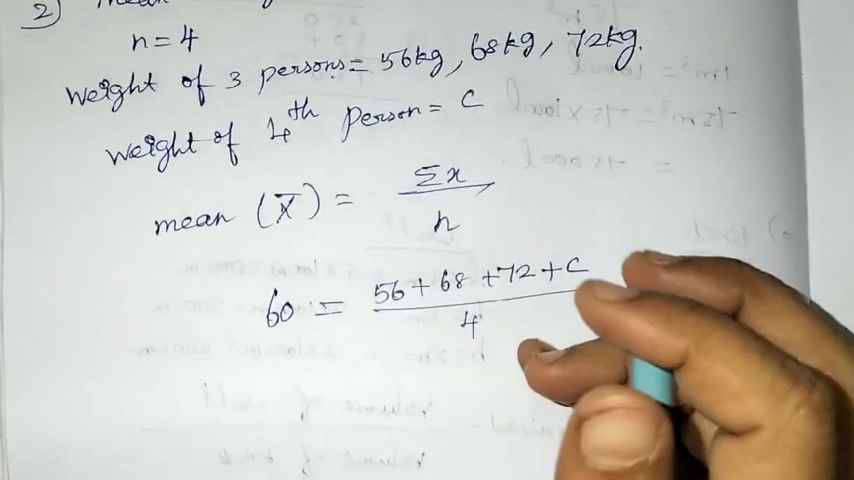 2)
n=4
Weight of 3 persons = 56kg, 68kg, 72kg.
Weight of 4th person = C
mean (x̄) = Σx / n
60 = 56 + 68 + 72 + C / 4